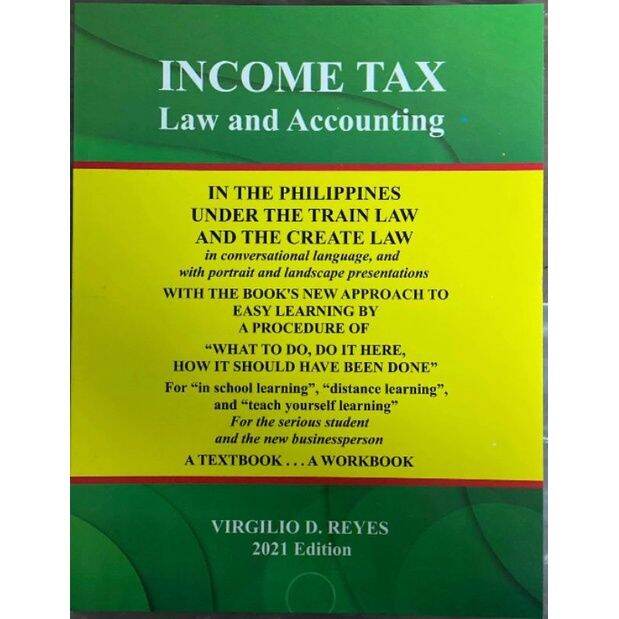 INCOME TAX
Law and Accounting
IN THE PHILIPPINES
UNDER THE TRAIN LAW
AND THE CREATE LAW
in conversational language, and
with portrait and landscape presentations
WITH THE BOOK'S NEW APPROACH TO
EASY LEARNING BY
A PROCEDURE OF
“WHAT TO DO, DO IT HERE,
HOW IT SHOULD HAVE BEEN DONE”
For “in school learning”, “distance learning”,
and “teach yourself learning”
For the serious student
and the new businessperson
A TEXTBOOK . . . A WORKBOOK
VIRGILIO D. REYES
2021 Edition